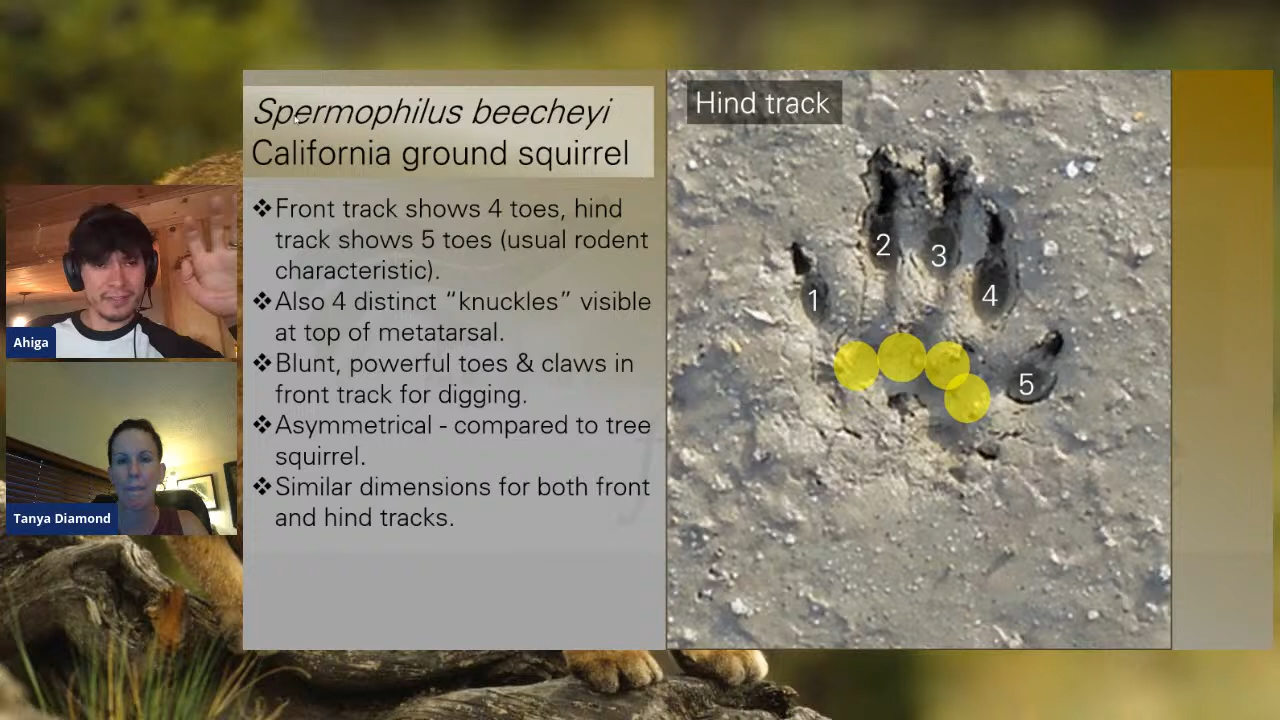 Spermophilus beecheyi
California ground squirrel
❖Front track shows 4 toes, hind
track shows 5 toes (usual rodent
characteristic).
❖Also 4 distinct “knuckles” visible
at top of metatarsal.
❖Blunt, powerful toes & claws in
front track for digging.
❖Asymmetrical - compared to tree
squirrel.
❖Similar dimensions for both front
and hind tracks.
Hind track
1
2
3
4
5
Ahiga
Tanya Diamond